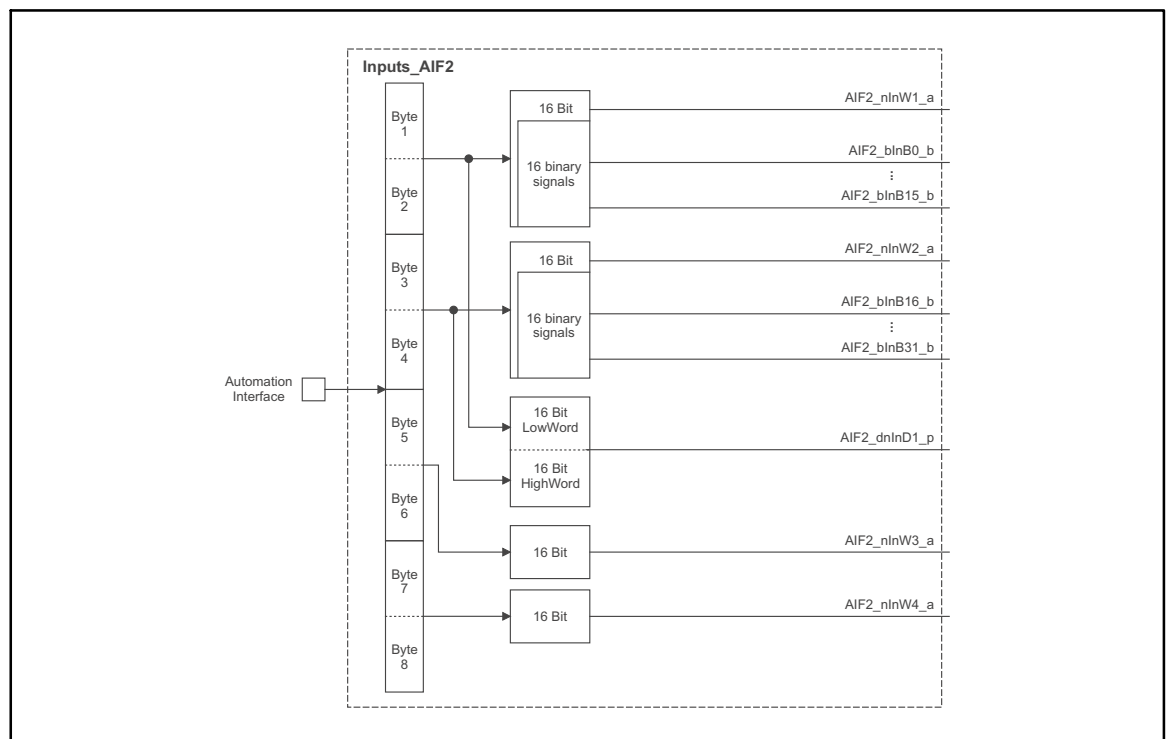 Inputs_AIF2
Byte
1
Byte
2
Byte
3
Byte
4
Byte
5
Byte
6
Byte
7
Byte
8
Automation
Interface
16 Bit
16 binary
signals
16 Bit
16 binary
signals
16 Bit
LowWord
16 Bit
HighWord
16 Bit
16 Bit
AIF2_nInW1_a
AIF2_bInB0_b
...
AIF2_bInB15_b
AIF2_nInW2_a
AIF2_bInB16_b
...
AIF2_bInB31_b
AIF2_dnInD1_p
AIF2_nInW3_a
AIF2_nInW4_a